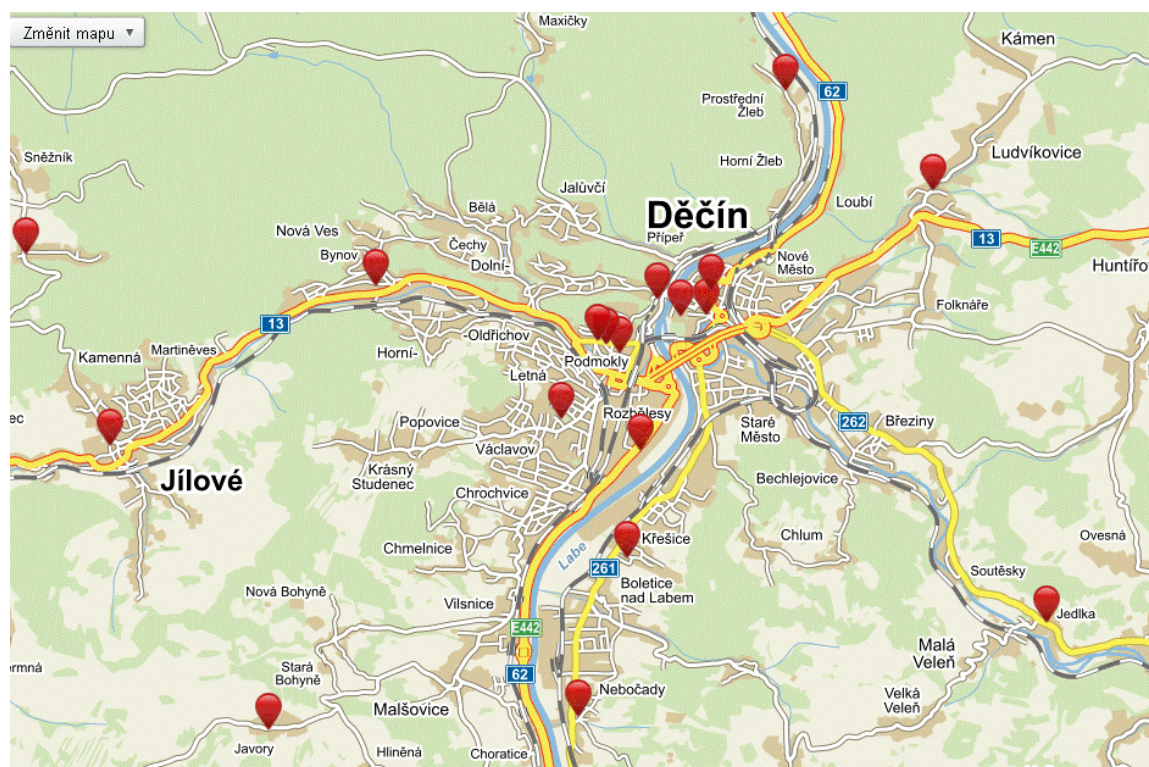 Změnit mapu
Maxičky
Kámen
Prostřední
Žleb
62
Sněžník
Horní Žleb
Ludvíkovice
Jalůvčí
Děčín
Loubí
Bělá
Nová Ves
Přípeř
13
E442
Čechy
Bynov
Dolní-
Nové
Město
Huntířov
Folknáře
13
-Oldřichov
Kamenná
Martiněves
Horní-
Podmokly
Letná
ec
Popovice
Rozbělesy
Staré
Město
262
Březiny
Václavov
Krásný
Studenec
Jílové
Bechlejovice
Chrochvice
Chlum
Ovesná
Křešice
Chmelnice
Labe
261
Soutěsky
Boletice
nad Labem
Nová Bohyně
Vilsnice
Jedlka
E442
Malá
Veleň
ermná
Stará
Bohyně
62
Nebočady
Velká
Veleň
Malšovice
Javory
Hliněná
Choratice